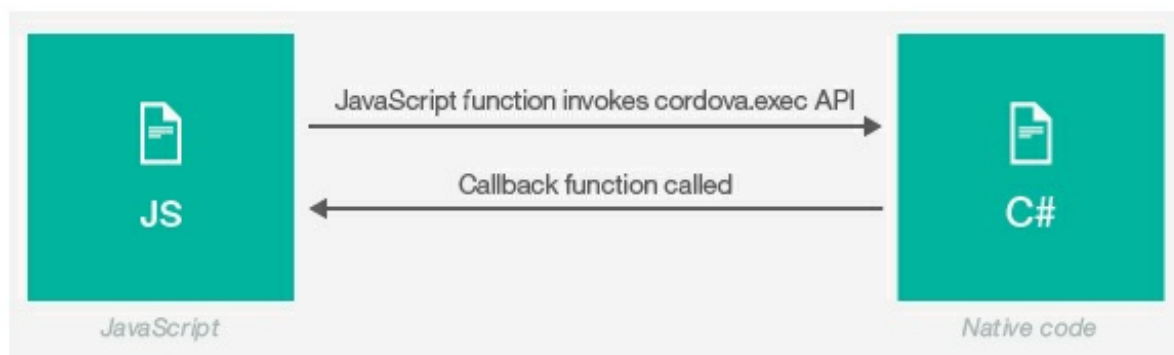 JavaScript function invokes cordova.exec API
Callback function called
JS
C#
JavaScript
Native code